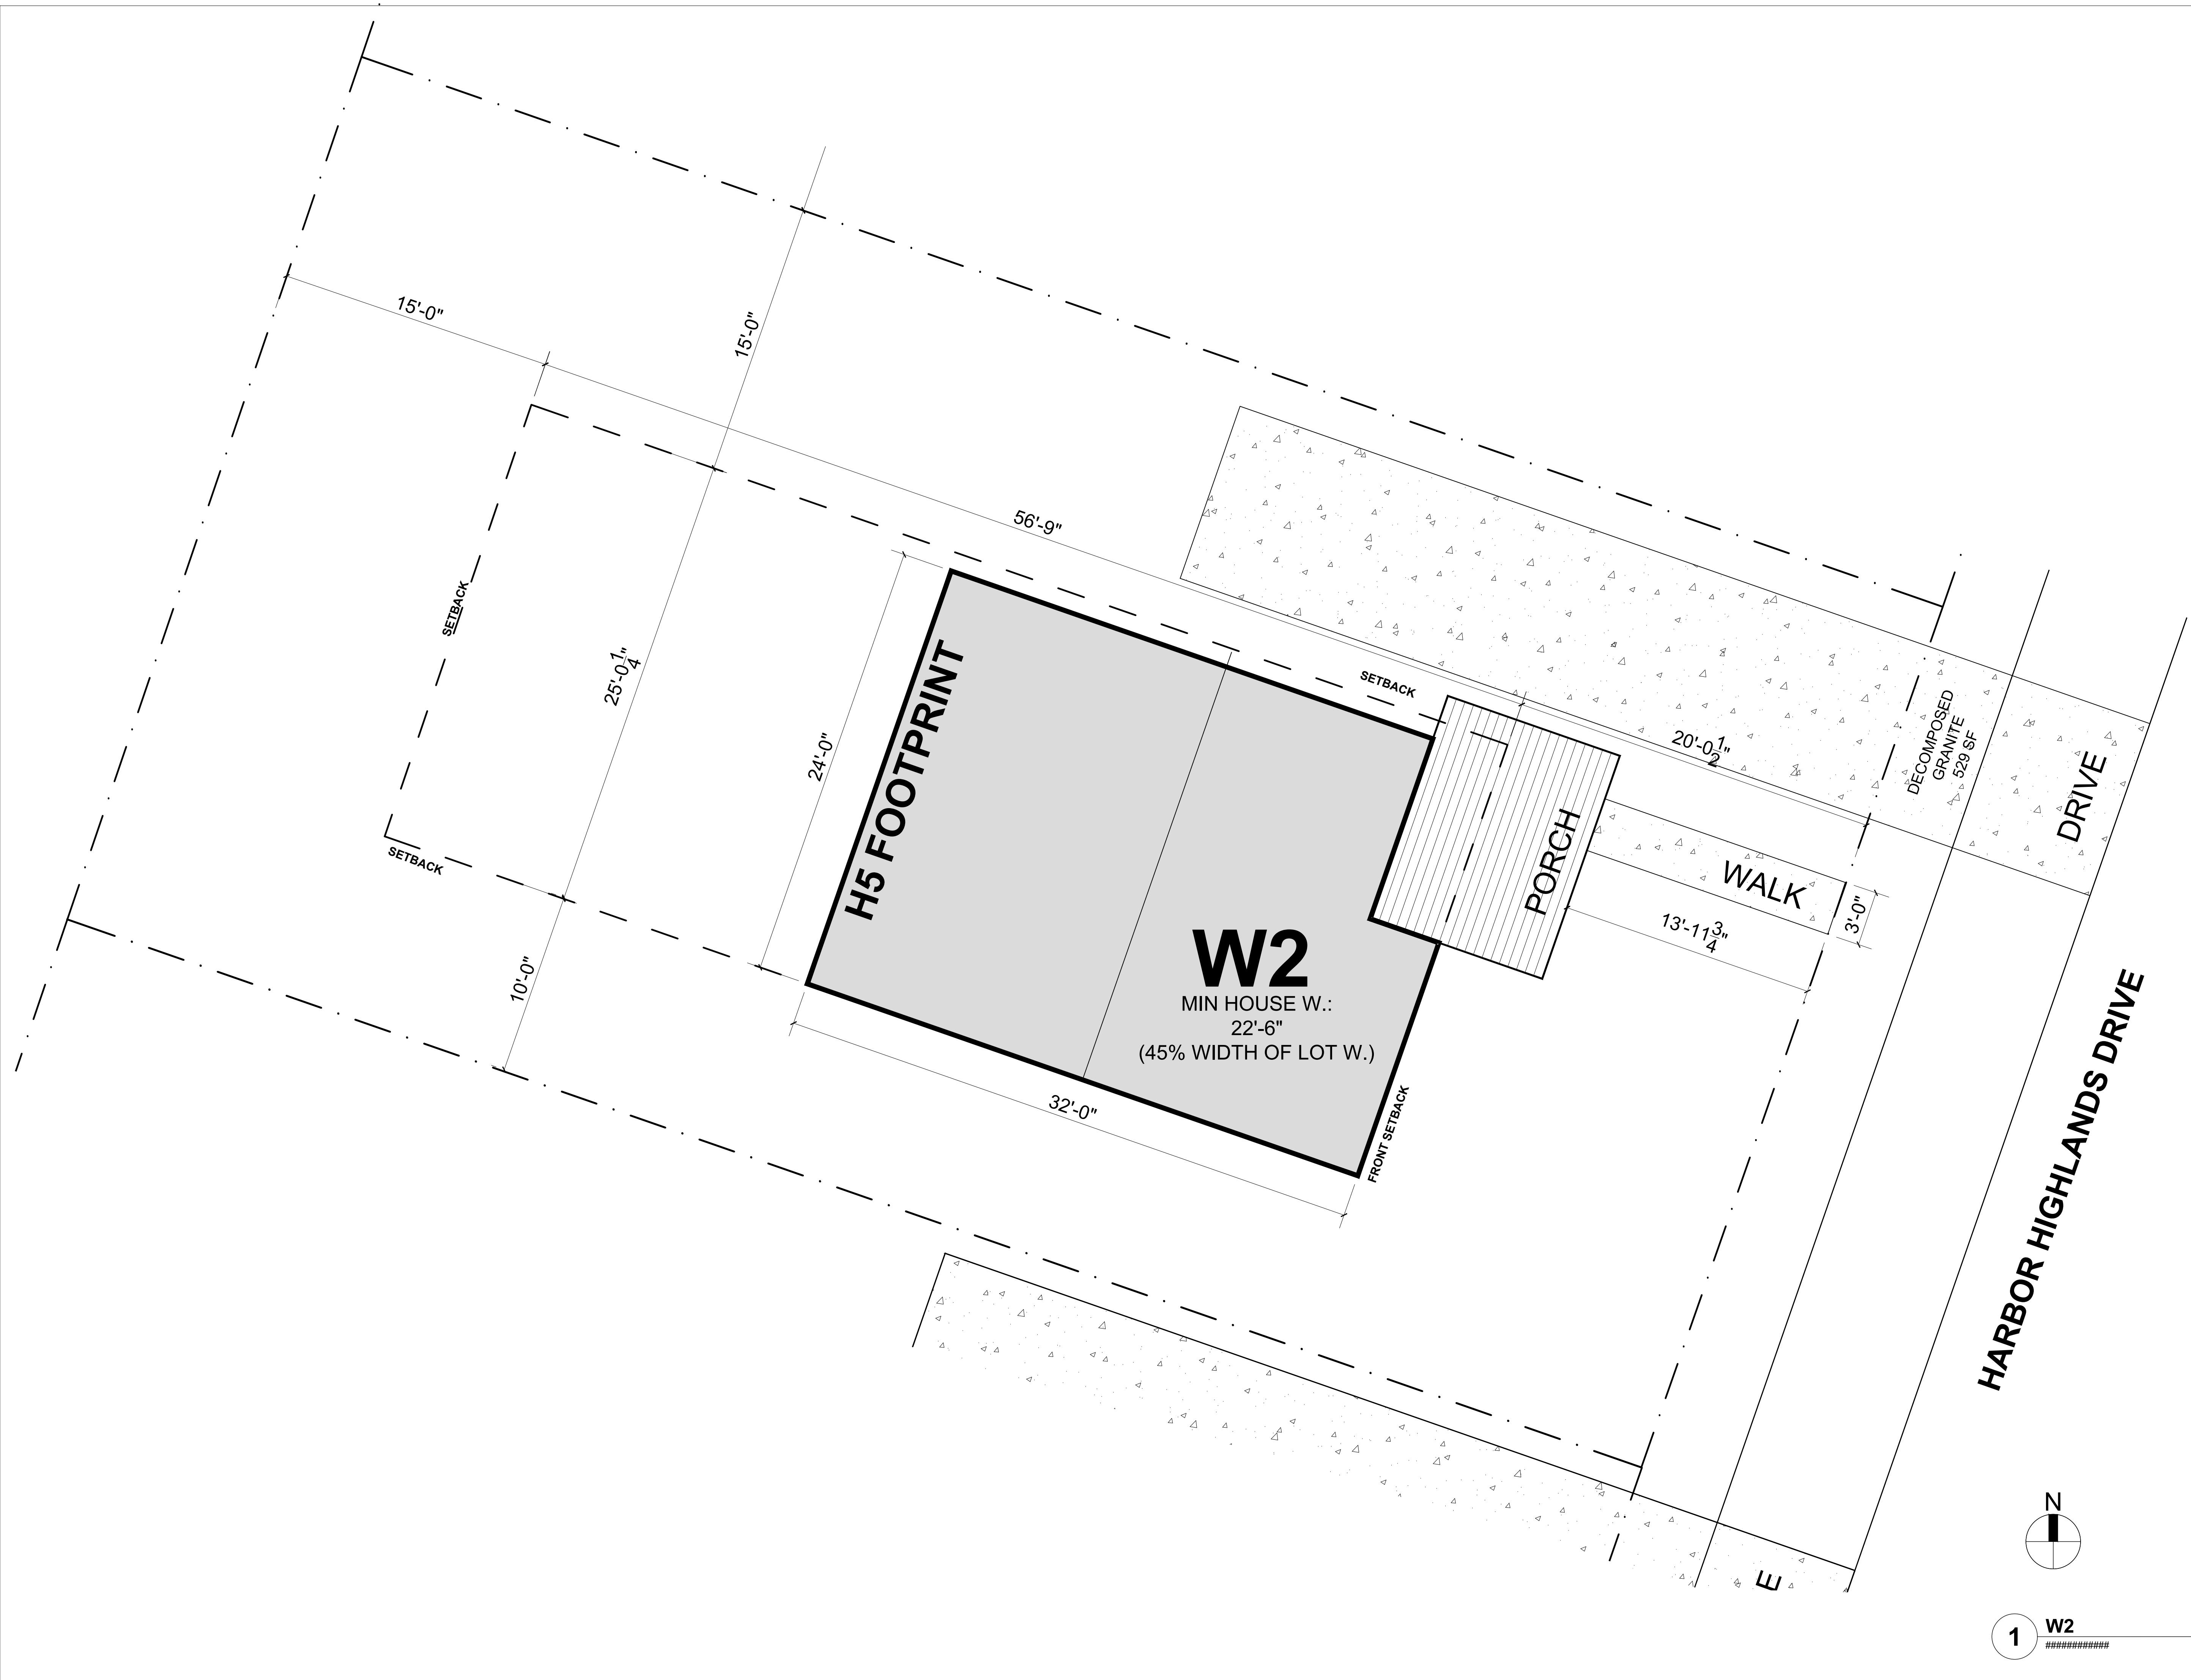 15'-0"
15'-0"
56'-9"
SETBACK
25'-0 1/4"
24'-0"
H5 FOOTPRINT
SETBACK
SETBACK
20'-0 1/2"
DECOMPOSED
GRANITE
529 SF
DRIVE
PORCH
WALK
3'-0"
13'-11 3/4"
10'-0"
W2
MIN HOUSE W.:
22'-6"
(45% WIDTH OF LOT W.)
32'-0"
FRONT SETBACK
HARBOR HIGHLANDS DRIVE
N
E
1
W2
############